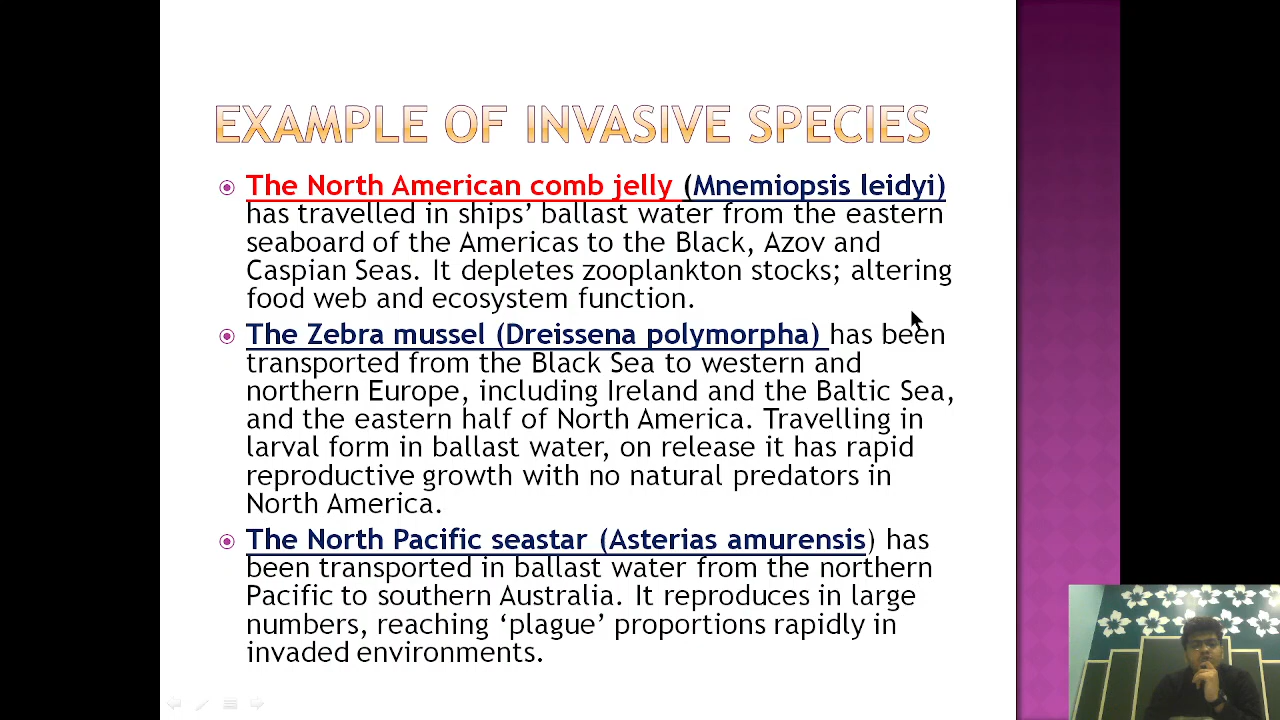 EXAMPLE OF INVASIVE SPECIES
The North American comb jelly (Mnemiopsis leidyi)
has travelled in ships’ ballast water from the eastern
seaboard of the Americas to the Black, Azov and
Caspian Seas. It depletes zooplankton stocks; altering
food web and ecosystem function.
The Zebra mussel (Dreissena polymorpha) has been
transported from the Black Sea to western and
northern Europe, including Ireland and the Baltic Sea,
and the eastern half of North America. Travelling in
larval form in ballast water, on release it has rapid
reproductive growth with no natural predators in
North America.
The North Pacific seastar (Asterias amurensis) has
been transported in ballast water from the northern
Pacific to southern Australia. It reproduces in large
numbers, reaching ‘plague’ proportions rapidly in
invaded environments.